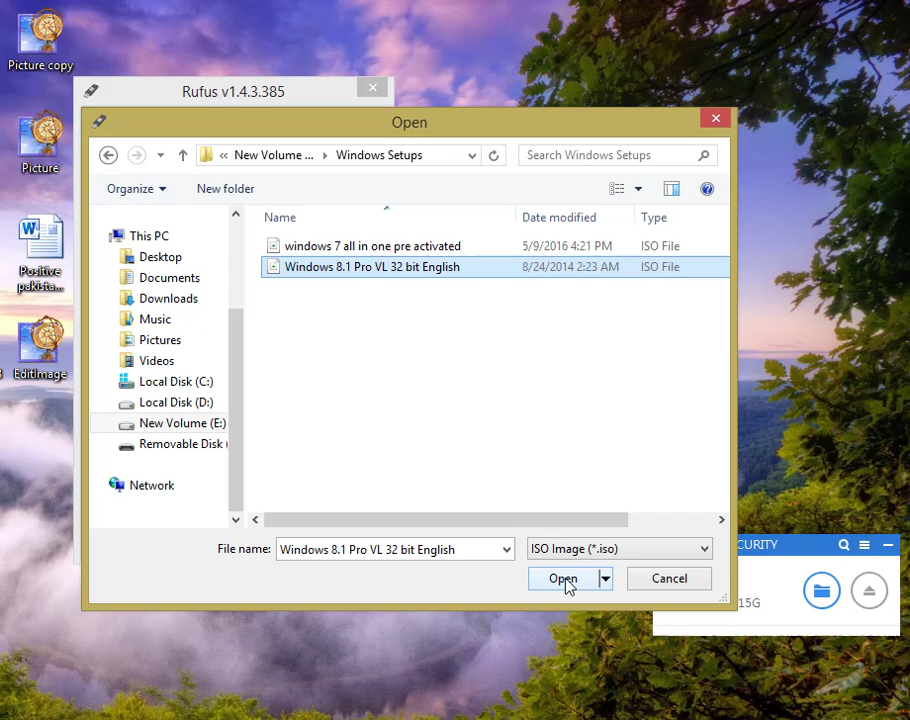 Picture copy
Picture
Positive
pakista...
EditImage
Rufus v1.4.3.385
Open
« New Volume ... Windows Setups
Search Windows Setups
Organize
New folder
Name
Date modified
Type
windows 7 all in one pre activated
5/9/2016 4:21 PM
ISO File
Windows 8.1 Pro VL 32 bit English
8/24/2014 2:23 AM
ISO File
This PC
Desktop
Documents
Downloads
Music
Pictures
Videos
Local Disk (C:)
Local Disk (D:)
New Volume (E:)
Removable Disk (
Network
File name:
Windows 8.1 Pro VL 32 bit English
ISO Image (*.iso)
Open
Cancel
CURITY
15G